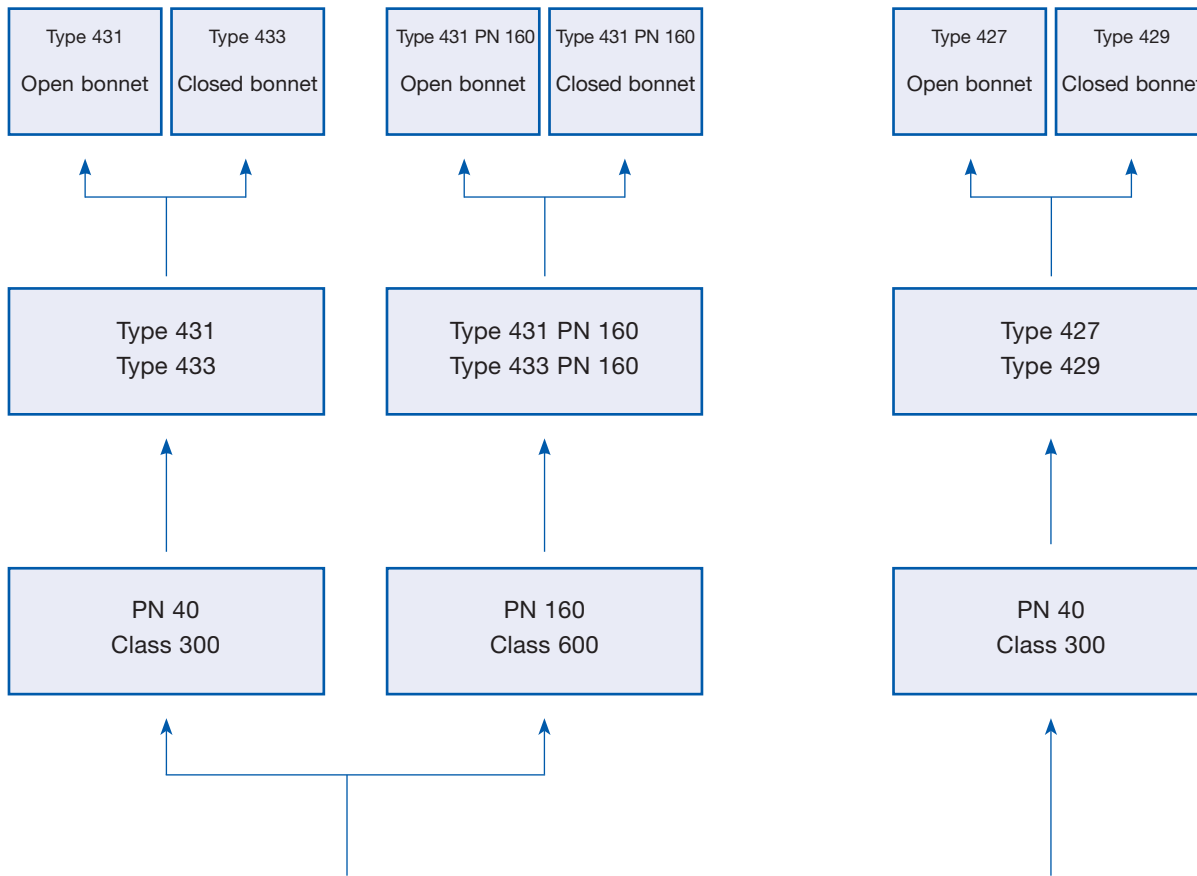 Type 431
Open bonnet
Type 433
Closed bonnet
Type 431 PN 160
Open bonnet
Type 431 PN 160
Closed bonnet
Type 427
Open bonnet
Type 429
Closed bonnet
Type 431
Type 433
Type 431 PN 160
Type 433 PN 160
Type 427
Type 429
PN 40
Class 300
PN 160
Class 600
PN 40
Class 300